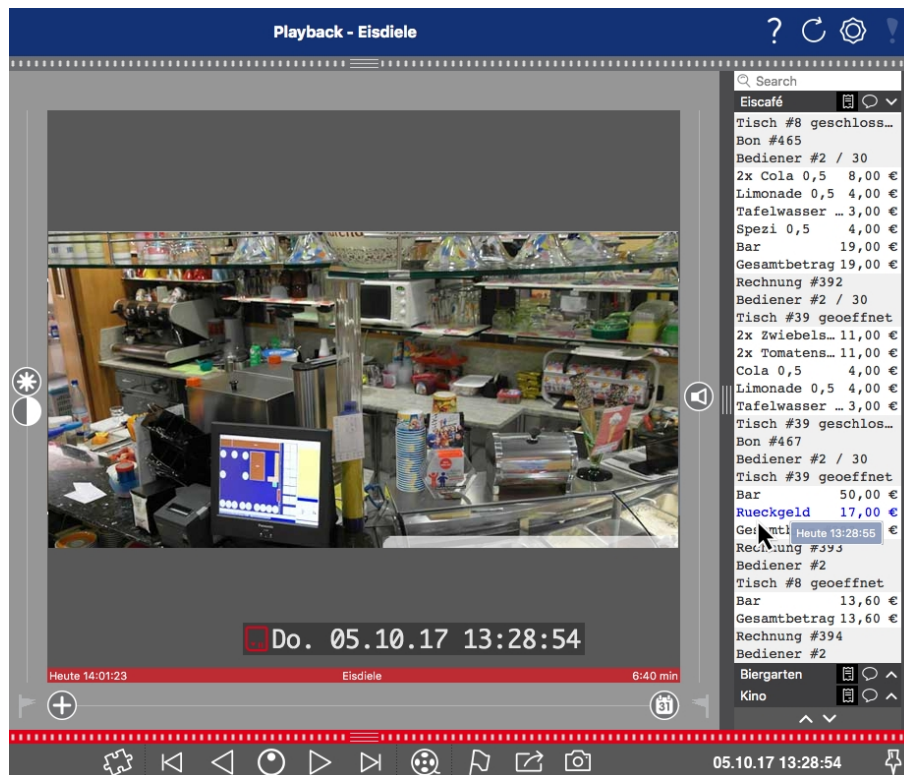 Playback - Eisdiele
Search
Eiscafé
Tisch #8 geschloss…
Bon #465
Bediener #2 / 30
2x Cola 0,5 8,00 €
Limonade 0,5 4,00 €
Tafelwasser … 3,00 €
Spezi 0,5 4,00 €
Bar 19,00 €
Gesamtbetrag 19,00 €
Rechnung #392
Bediener #2 / 30
Tisch #39 geoeffnet
2x Zwiebels… 11,00 €
2x Tomatens… 11,00 €
Cola 0,5 4,00 €
Limonade 0,5 4,00 €
Tafelwasser … 3,00 €
Tisch #39 geschlos…
Bon #467
Bediener #2 / 30
Tisch #39 geoeffnet
Bar 50,00 €
Rueckgeld 17,00 €
€
Heute 13:28:55
Rechnung #393
Bediener #2
Tisch #8 geoeffnet
Bar 13,60 €
Gesamtbetrag 13,60 €
Rechnung #394
Bediener #2
Biergarten
Kino
Do. 05.10.17 13:28:54
Heute 14:01:23 Eisdiele 6:40 min
31
05.10.17 13:28:54